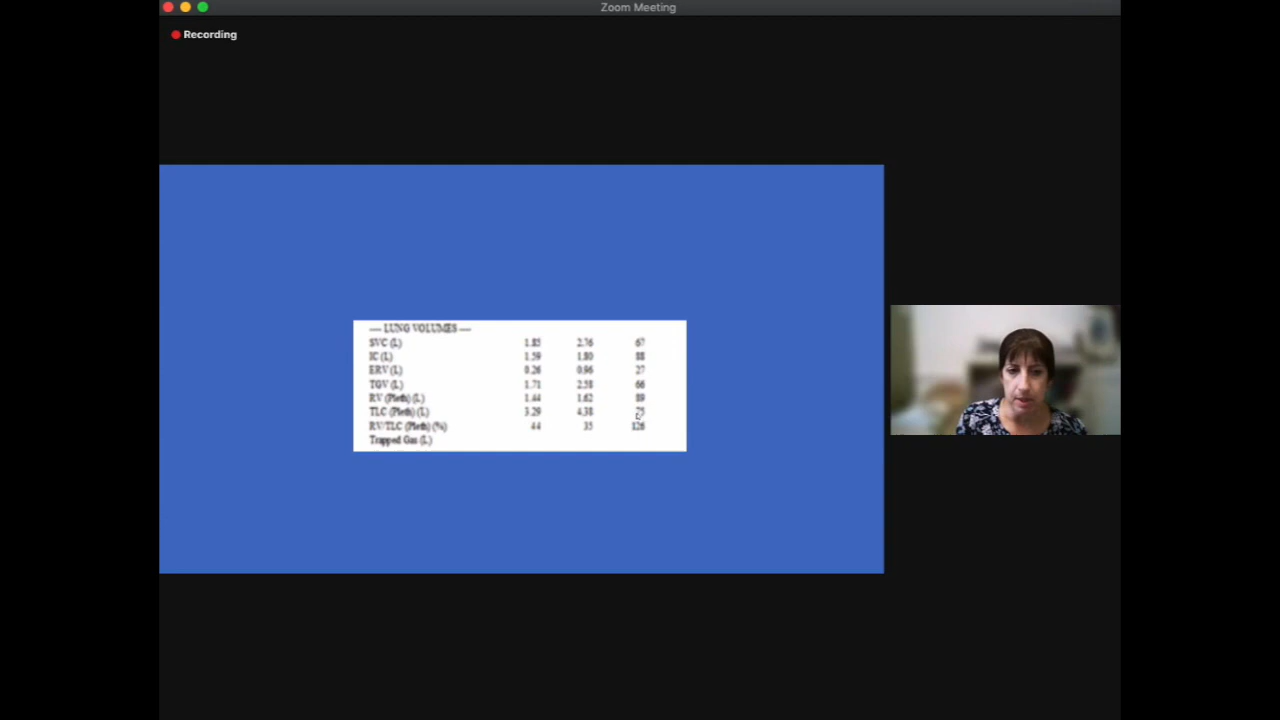 Zoom Meeting
Recording
— LUNG VOLUMES —
SVC (L) 1.85 2.76 67
IC (L) 1.59 1.80 88
ERV (L) 0.26 0.96 27
TGV (L) 1.71 2.58 66
RV (Pleth) (L) 1.44 1.62 89
TLC (Pleth) (L) 3.29 4.38
RV/TLC (Pleth) (%) 44 35 126
Trapped Gas (L)